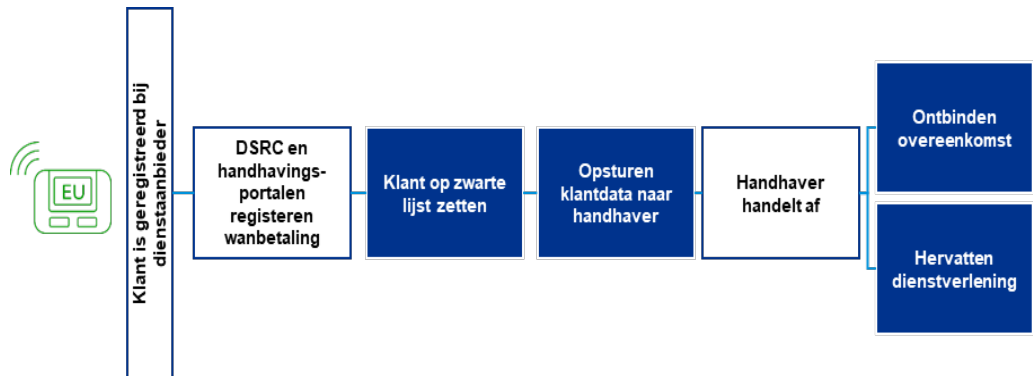 EU
Klant is geregistreerd bij
dienstaanbieder
DSRC en
handhavings-
portalen
registeren
wanbetaling
Klant op zwarte
lijst zetten
Opsturen
klantdata naar
handhaver
Handhaver
handelt af
Ontbinden
overeenkomst
Hervatten
dienstverlening